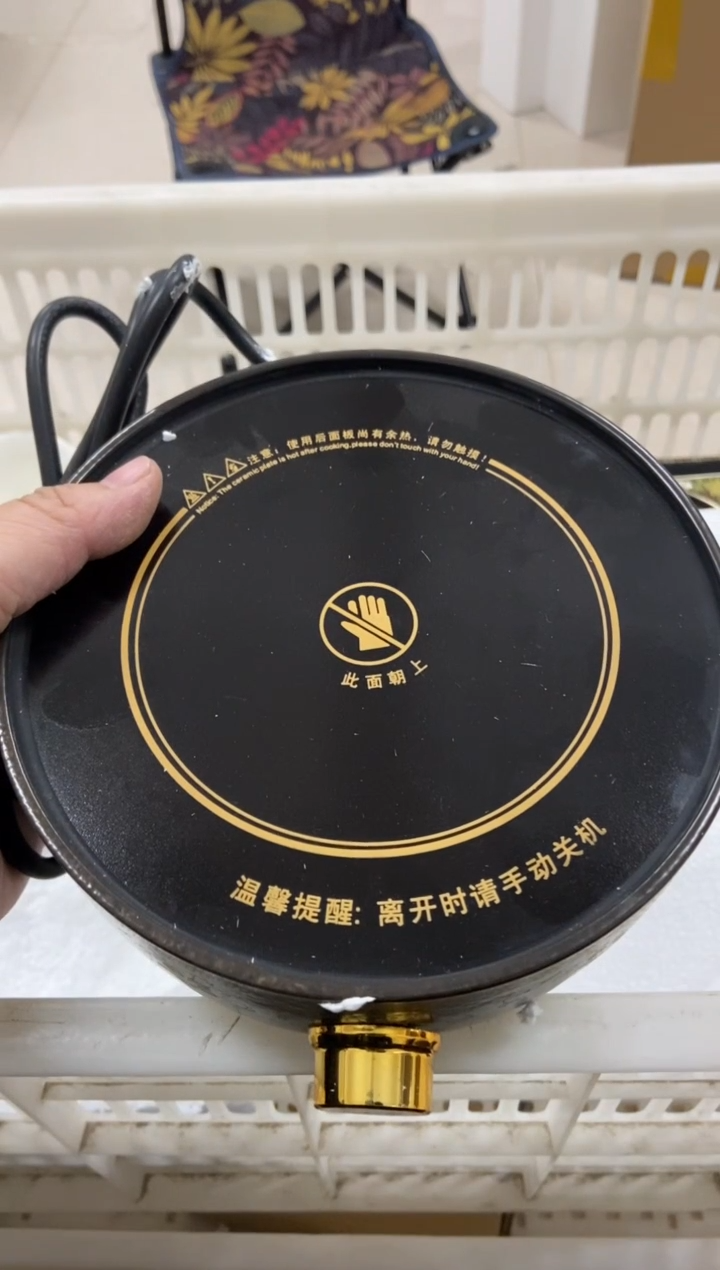 注意：使用后面板尚有余热，请勿触摸！
Notice: The ceramic plate is hot after cooking,please don't touch with your hand!
此面朝上
温馨提醒: 离开时请手动关机